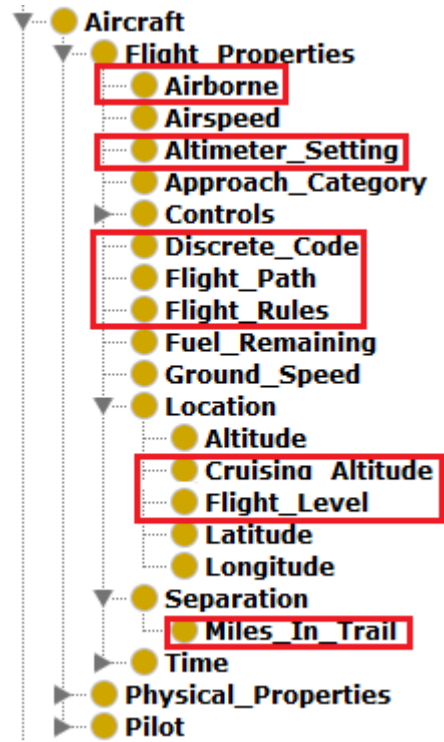 Aircraft
Flight_Properties
Airborne
Airspeed
Altimeter_Setting
Approach_Category
Controls
Discrete_Code
Flight_Path
Flight_Rules
Fuel_Remaining
Ground_Speed
Location
Altitude
Cruising_Altitude
Flight_Level
Latitude
Longitude
Separation
Miles_In_Trail
Time
Physical_Properties
Pilot